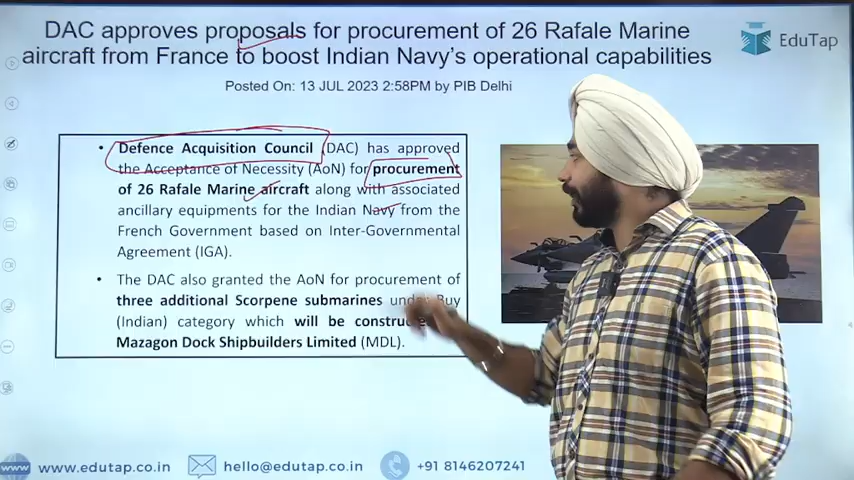 DAC approves proposals for procurement of 26 Rafale Marine
aircraft from France to boost Indian Navy's operational capabilities
EduTap
Posted On: 13 JUL 2023 2:58PM by PIB Delhi
• Defence Acquisition Council (DAC) has approved
the Acceptance of Necessity (AoN) for procurement
of 26 Rafale Marine aircraft along with associated
ancillary equipments for the Indian Navy from the
French Government based on Inter-Governmental
Agreement (IGA).
• The DAC also granted the AoN for procurement of
three additional Scorpene submarines under Buy
(Indian) category which will be constructed
Mazagon Dock Shipbuilders Limited (MDL).
www www.edutap.co.in hello@edutap.co.in +91 8146207241